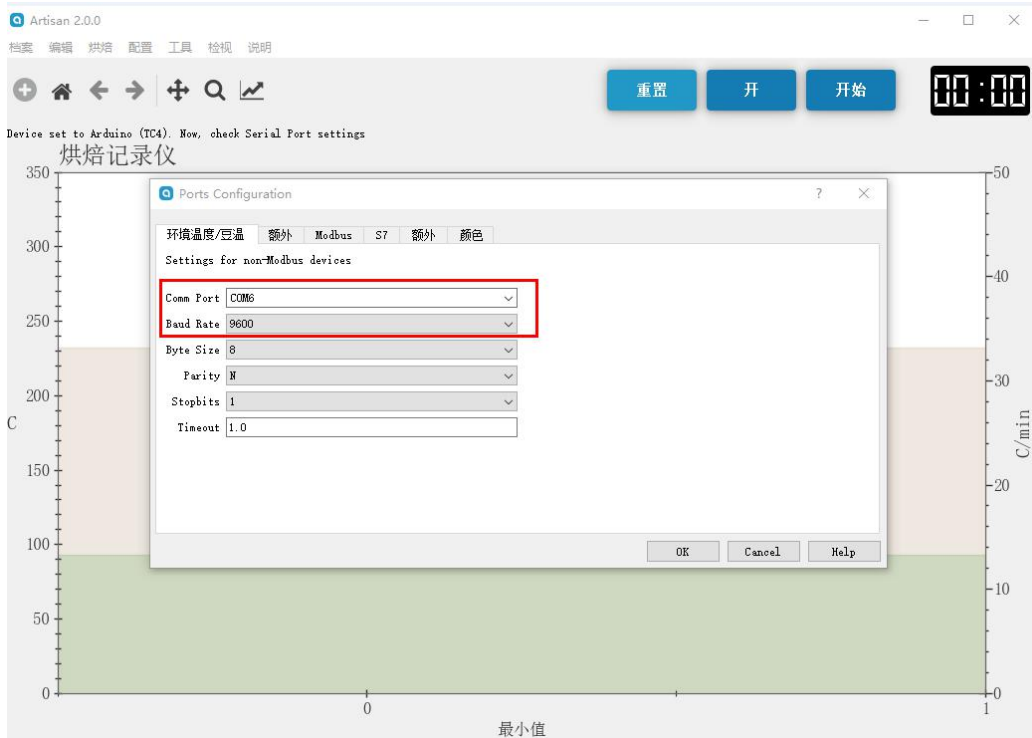 Artisan 2.0.0
档案 编辑 烘焙 配置 工具 检视 说明
重置 开 开始 00:00
Device set to Arduino (TC4). Now, check Serial Port settings
烘焙记录仪
350
300
250
200
150
100
50
0
C
Ports Configuration ?
环境温度/豆温 额外 Modbus S7 额外 颜色
Settings for non-Modbus devices
Comm Port COM6
Baud Rate 9600
Byte Size 8
Parity N
Stopbits 1
Timeout 1.0
OK Cancel Help
50
40
30
20
10
0
C/min
0 1
最小值